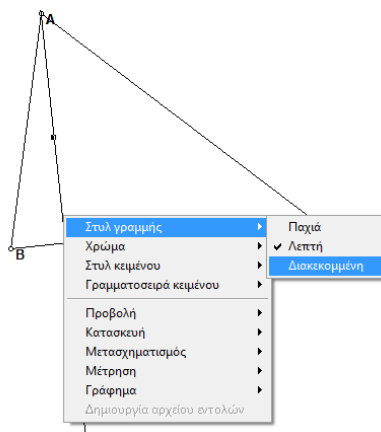 A
B
Στυλ γραμμής
Χρώμα
Στυλ κειμένου
Γραμματοσειρά κειμένου
Προβολή
Κατασκευή
Μετασχηματισμός
Μέτρηση
Γράφημα
Δημιουργία αρχείου εντολών
Παχιά
Λεπτή
Διακεκομμένη